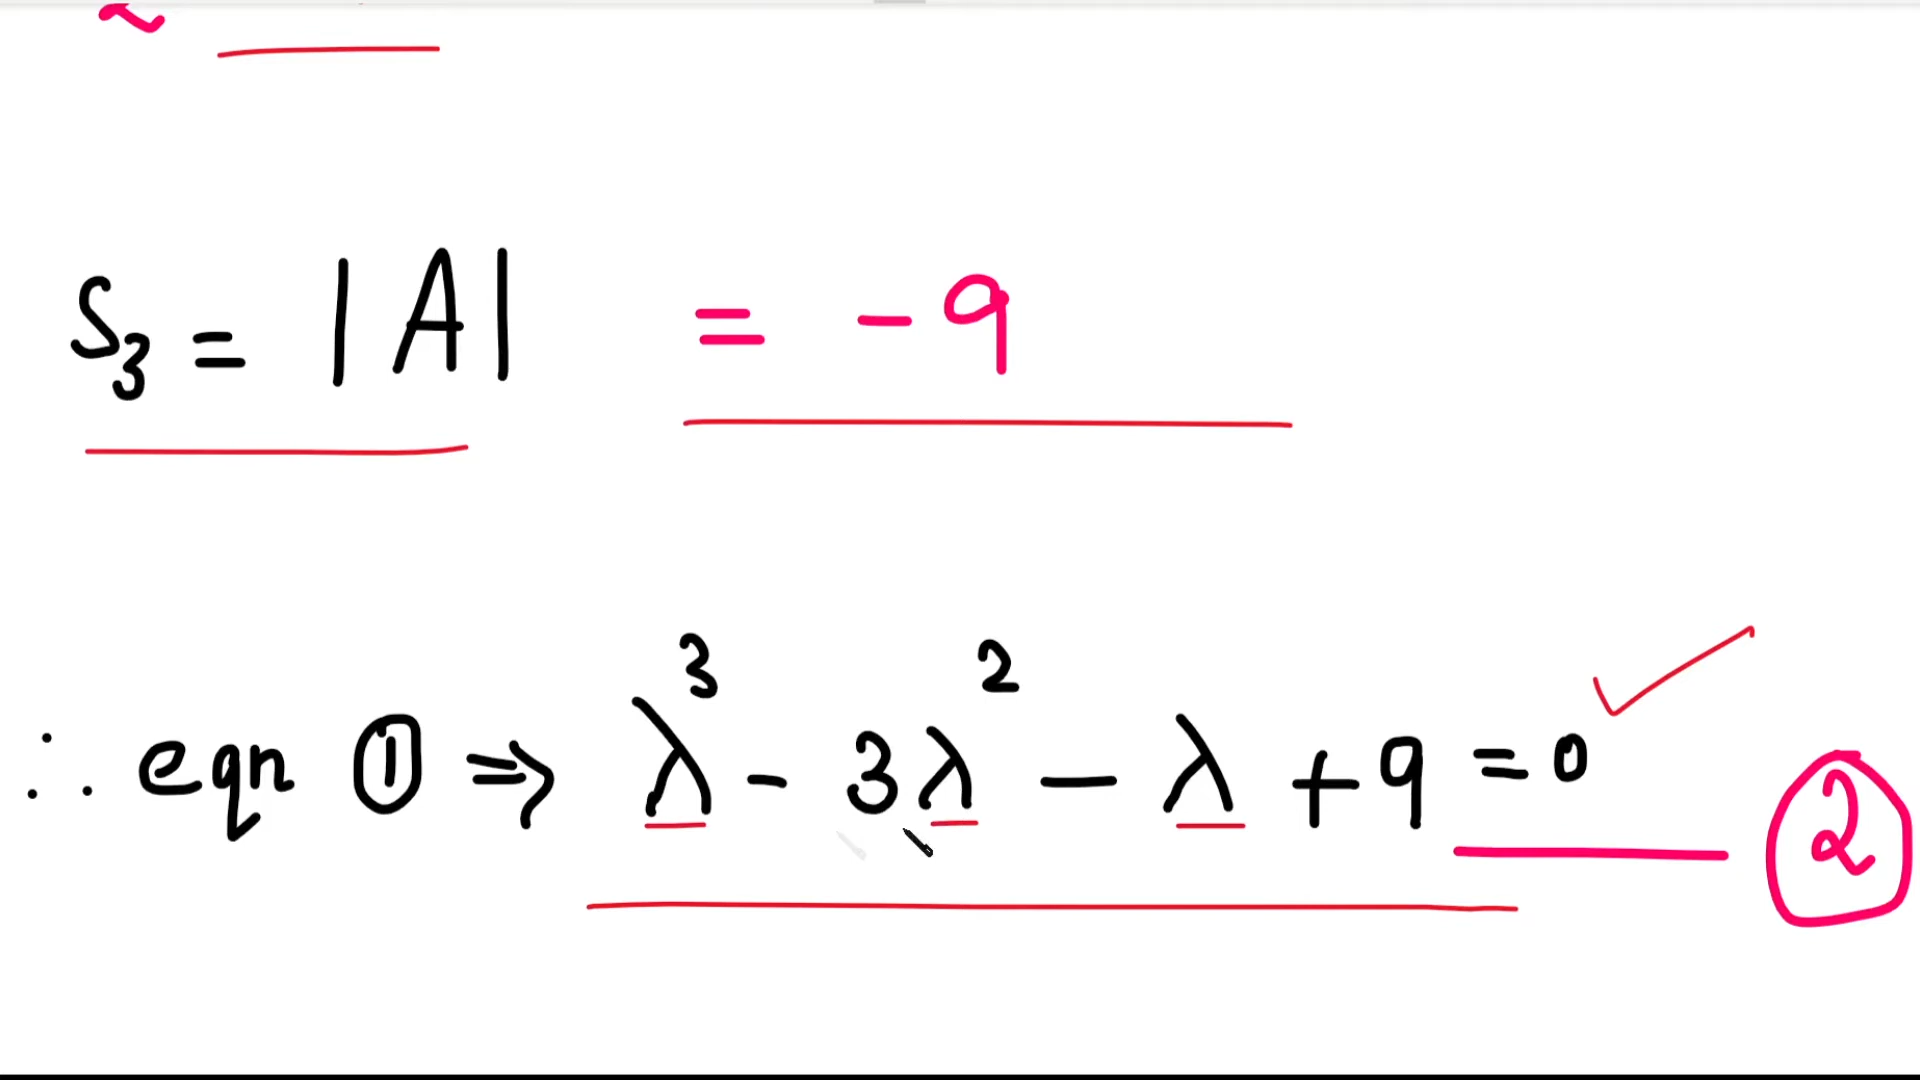 S₃ = |A| = -9
∴ eqn ① ⇒ λ³ - 3λ² - λ + 9 = 0 ②